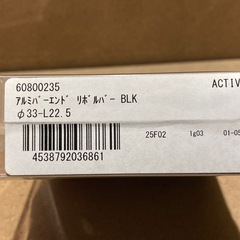 60800235 ACTIV
ｱﾙﾐﾊﾞｰｴﾝﾄﾞ ﾘﾎﾞﾙﾊﾞｰ BLK
φ33-L22.5
25F02 1g03 01-05
4538792036861